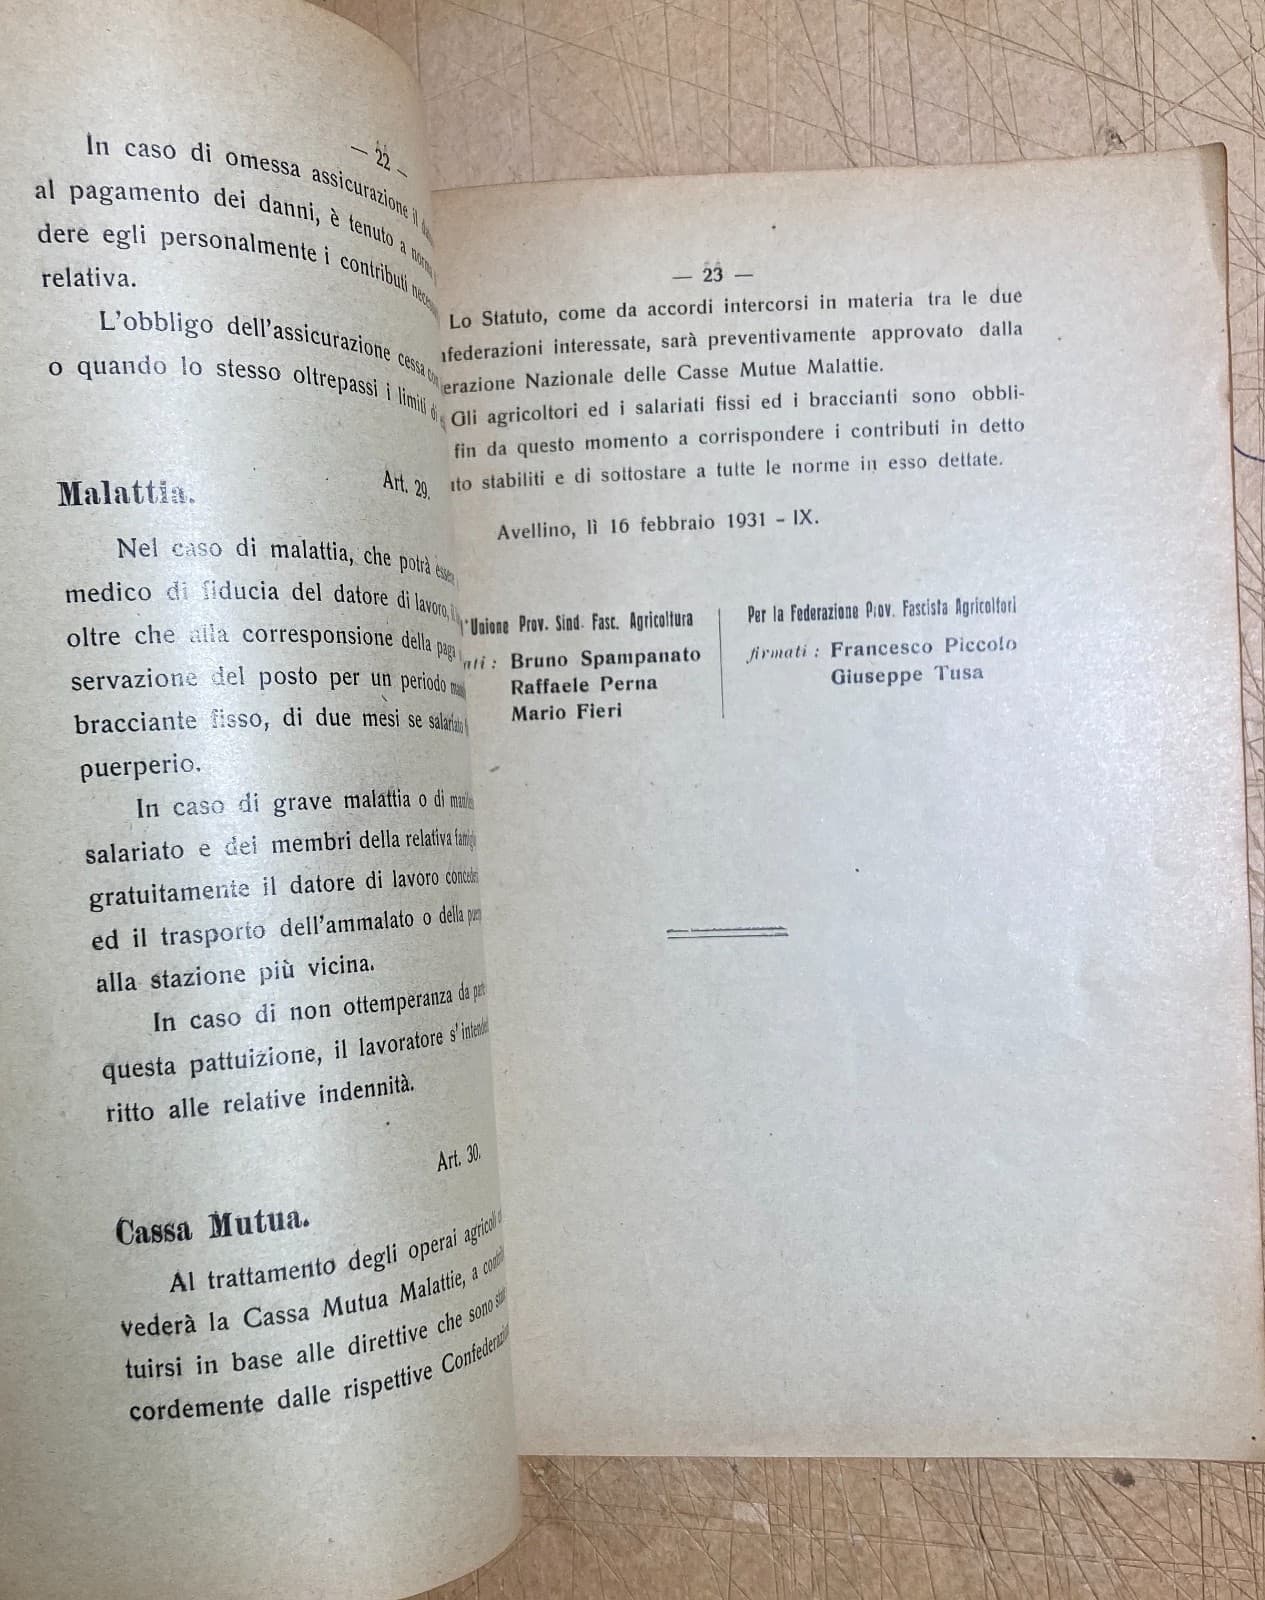 — 22 —
In caso di omessa assicurazione il
al pagamento dei danni, è tenuto a norma
dere egli personalmente i contributi
relativa.
L'obbligo dell'assicurazione cessa
o quando lo stesso oltrepassi i limiti di
Art. 29.
Malattia.
Nel caso di malattia, che potrà
medico di fiducia del datore di lavoro,
oltre che alla corresponsione della paga
servazione del posto per un periodo
bracciante fisso, di due mesi se salariato
puerperio.
In caso di grave malattia o di
salariato e dei membri della relativa
gratuitamente il datore di lavoro
ed il trasporto dell'ammalato o della
alla stazione più vicina.
In caso di non ottemperanza da
questa pattuizione, il lavoratore s'
ritto alle relative indennità.
Art. 30.
Cassa Mutua.
Al trattamento degli operai agricoli
vederà la Cassa Mutua Malattie, a
tuirsi in base alle direttive che sono
cordemente dalle rispettive
— 23 —
Lo Statuto, come da accordi intercorsi in materia tra le due
federazioni interessate, sarà preventivamente approvato dalla
erazione Nazionale delle Casse Mutue Malattie.
Gli agricoltori ed i salariati fissi ed i braccianti sono obbli-
fin da questo momento a corrispondere i contributi in detto
to stabiliti e di sottostare a tutte le norme in esso dettate.
Avellino, lì 16 febbraio 1931 - IX.
l'Unione Prov. Sind. Fasc. Agricoltura
ati : Bruno Spampanato
Raffaele Perna
Mario Fieri
Per la Federazione Prov. Fascista Agricoltori
firmati : Francesco Piccolo
Giuseppe Tusa